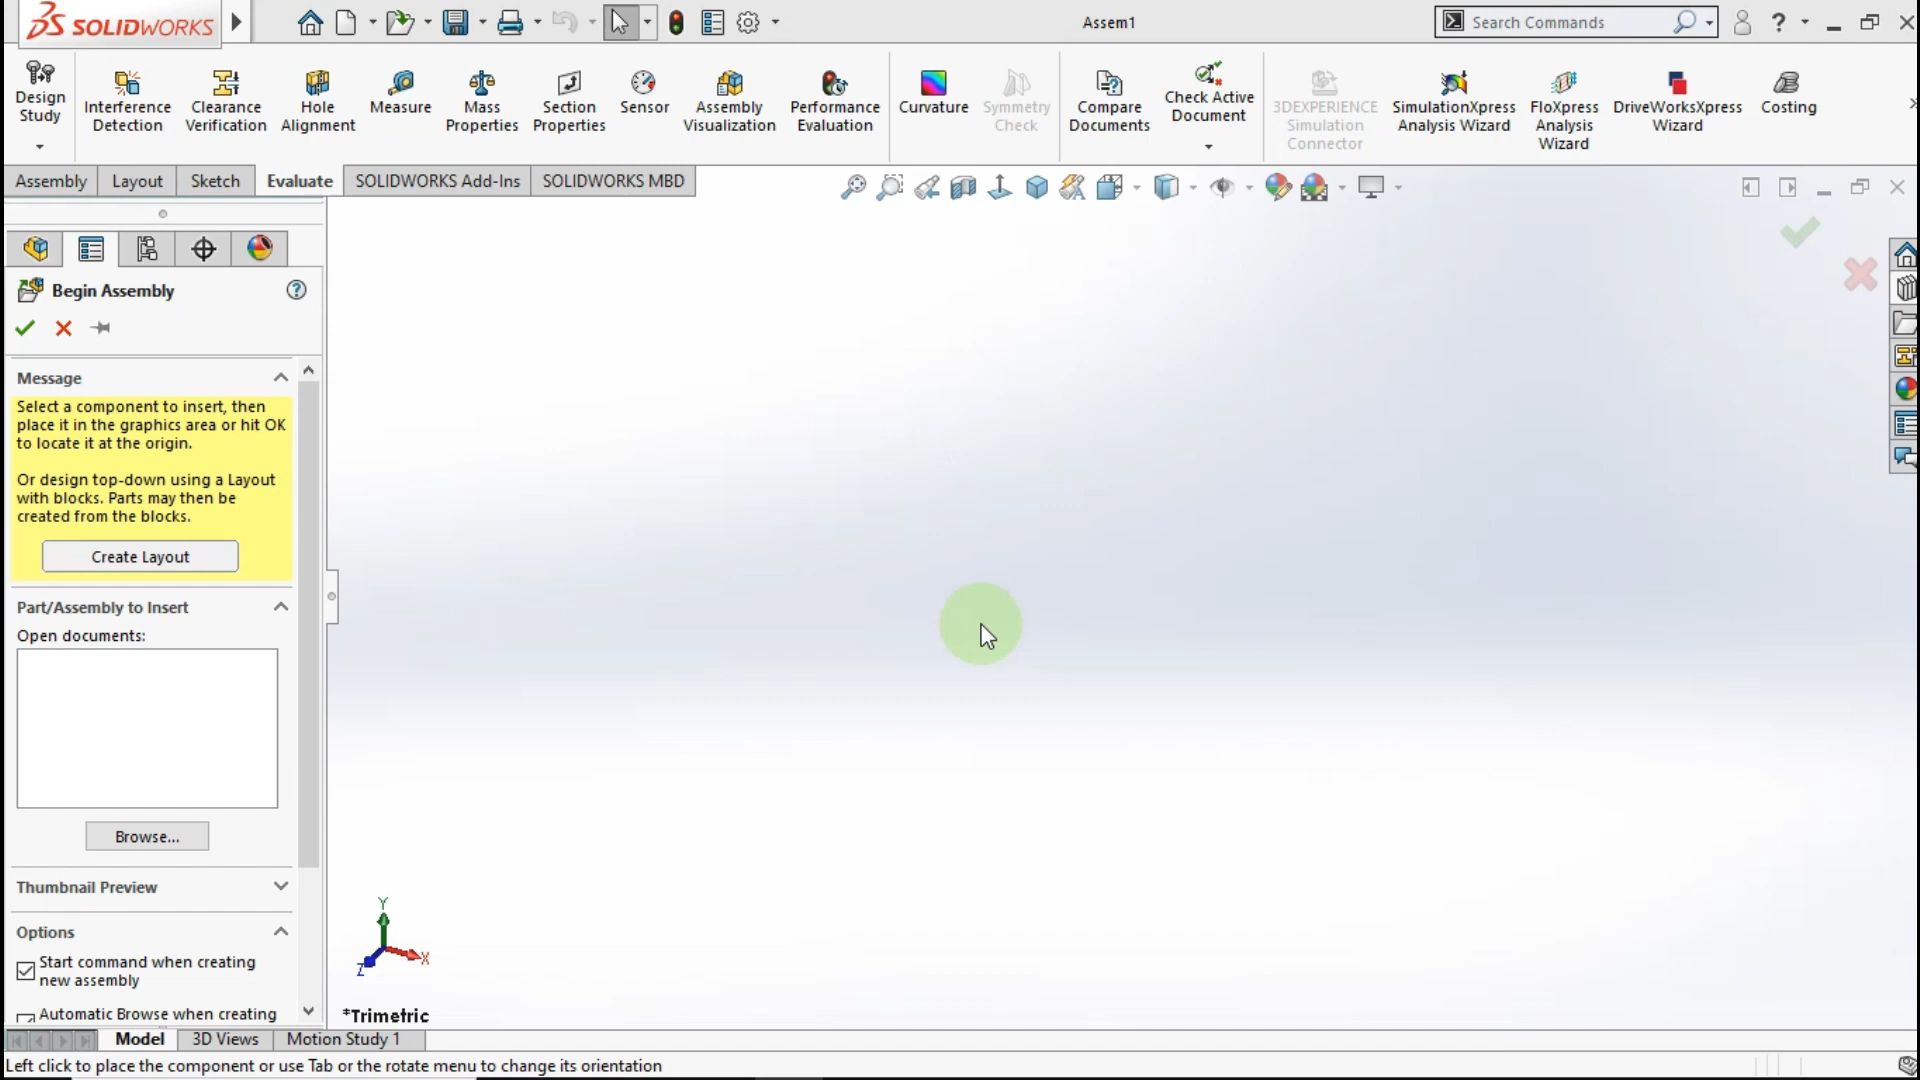 SOLIDWORKS
Assem1
Search Commands
Design Study
Interference Detection
Clearance Verification
Hole Alignment
Measure
Mass Properties
Section Properties
Sensor
Assembly Visualization
Performance Evaluation
Curvature
Symmetry Check
Compare Documents
Check Active Document
3DEXPERIENCE Simulation Connector
SimulationXpress Analysis Wizard
FloXpress Analysis Wizard
DriveWorksXpress Wizard
Costing
Assembly
Layout
Sketch
Evaluate
SOLIDWORKS Add-Ins
SOLIDWORKS MBD
Begin Assembly
Message
Select a component to insert, then
place it in the graphics area or hit OK
to locate it at the origin.
Or design top-down using a Layout
with blocks. Parts may then be
created from the blocks.
Create Layout
Part/Assembly to Insert
Open documents:
Browse...
Thumbnail Preview
Options
Start command when creating
new assembly
Automatic Browse when creating
Y
X
Z
*Trimetric
Model
3D Views
Motion Study 1
Left click to place the component or use Tab or the rotate menu to change its orientation